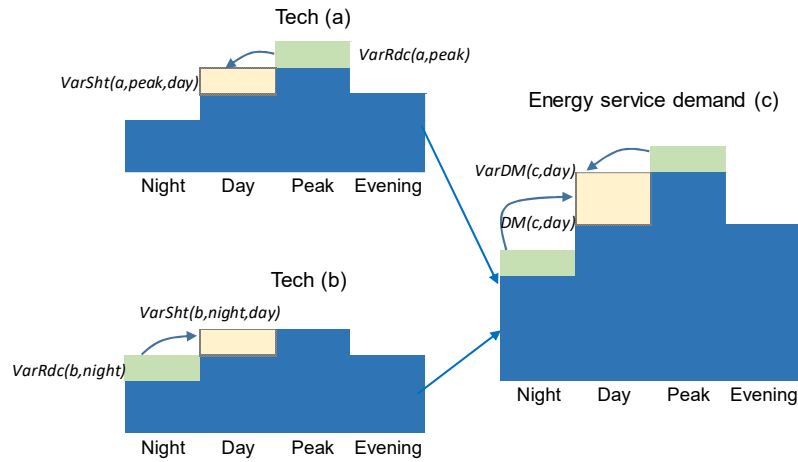 Tech (a)
VarRdc(a,peak)
VarSht(a,peak,day)
Night Day Peak Evening
Energy service demand (c)
VarDM(c,day)
DM(c,day)
Night Day Peak Evening
Tech (b)
VarSht(b,night,day)
VarRdc(b,night)
Night Day Peak Evening